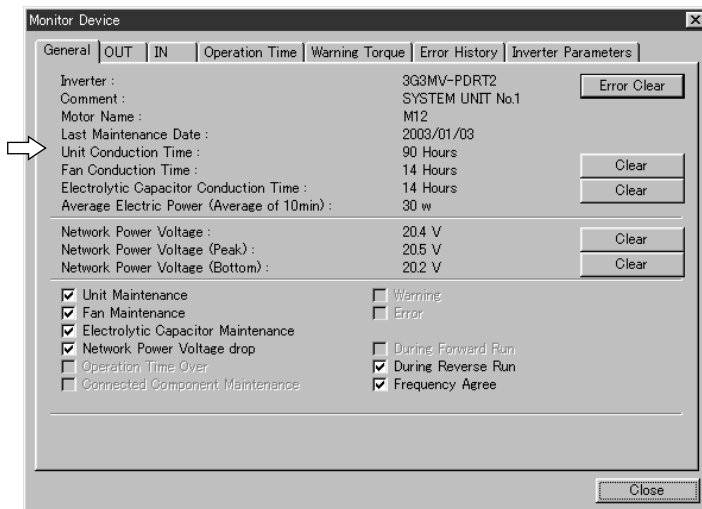 Monitor Device
General OUT IN Operation Time Warning Torque Error History Inverter Parameters
Inverter : 3G3MV-PDRT2 Error Clear
Comment : SYSTEM UNIT No.1
Motor Name : M12
Last Maintenance Date : 2003/01/03
Unit Conduction Time : 90 Hours
Fan Conduction Time : 14 Hours Clear
Electrolytic Capacitor Conduction Time : 14 Hours Clear
Average Electric Power (Average of 10min) : 30 w
Network Power Voltage : 20.4 V Clear
Network Power Voltage (Peak) : 20.5 V
Network Power Voltage (Bottom) : 20.2 V Clear
Unit Maintenance Warning
Fan Maintenance Error
Electrolytic Capacitor Maintenance
Network Power Voltage drop During Forward Run
Operation Time Over During Reverse Run
Connected Component Maintenance Frequency Agree
Close